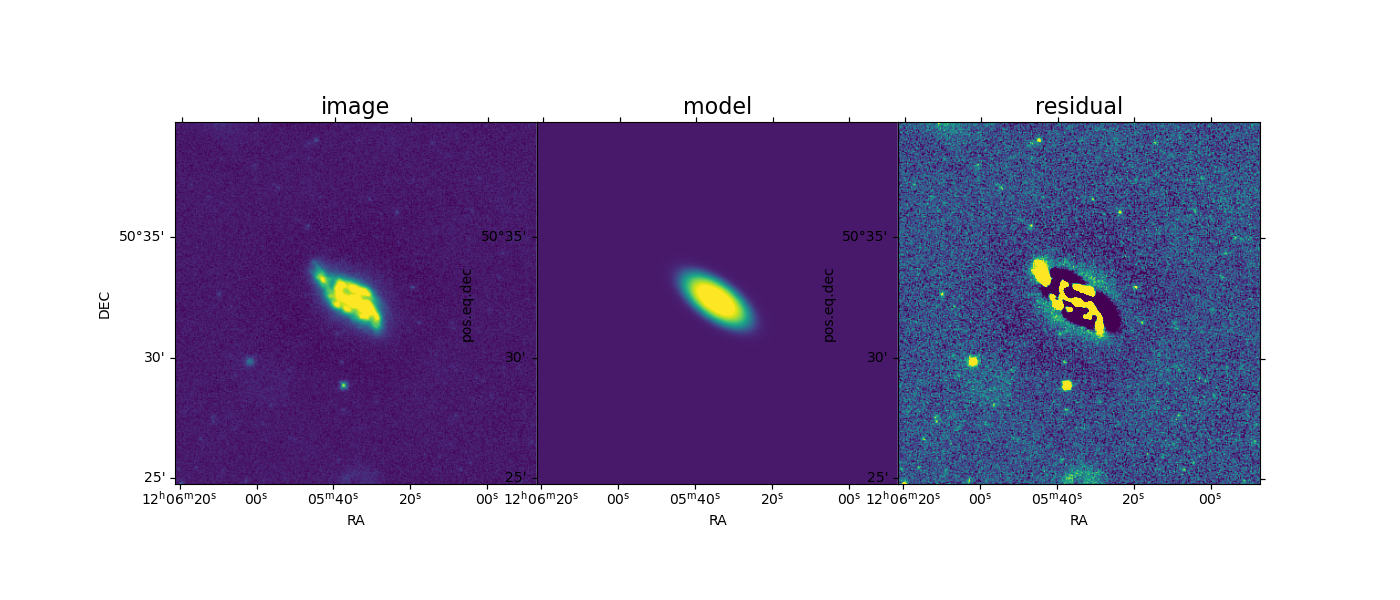 image model residual
50°35' 50°35' 50°35'
DEC pos.eq.dec pos.eq.dec
30' 30' 30'
25' 25' 25'
12ʰ06ᵐ20ˢ 00ˢ 05ᵐ40ˢ 20ˢ 00ˢ 12ʰ06ᵐ20ˢ 00ˢ 05ᵐ40ˢ 20ˢ 00ˢ 12ʰ06ᵐ20ˢ 00ˢ 05ᵐ40ˢ 20ˢ 00ˢ
RA RA RA